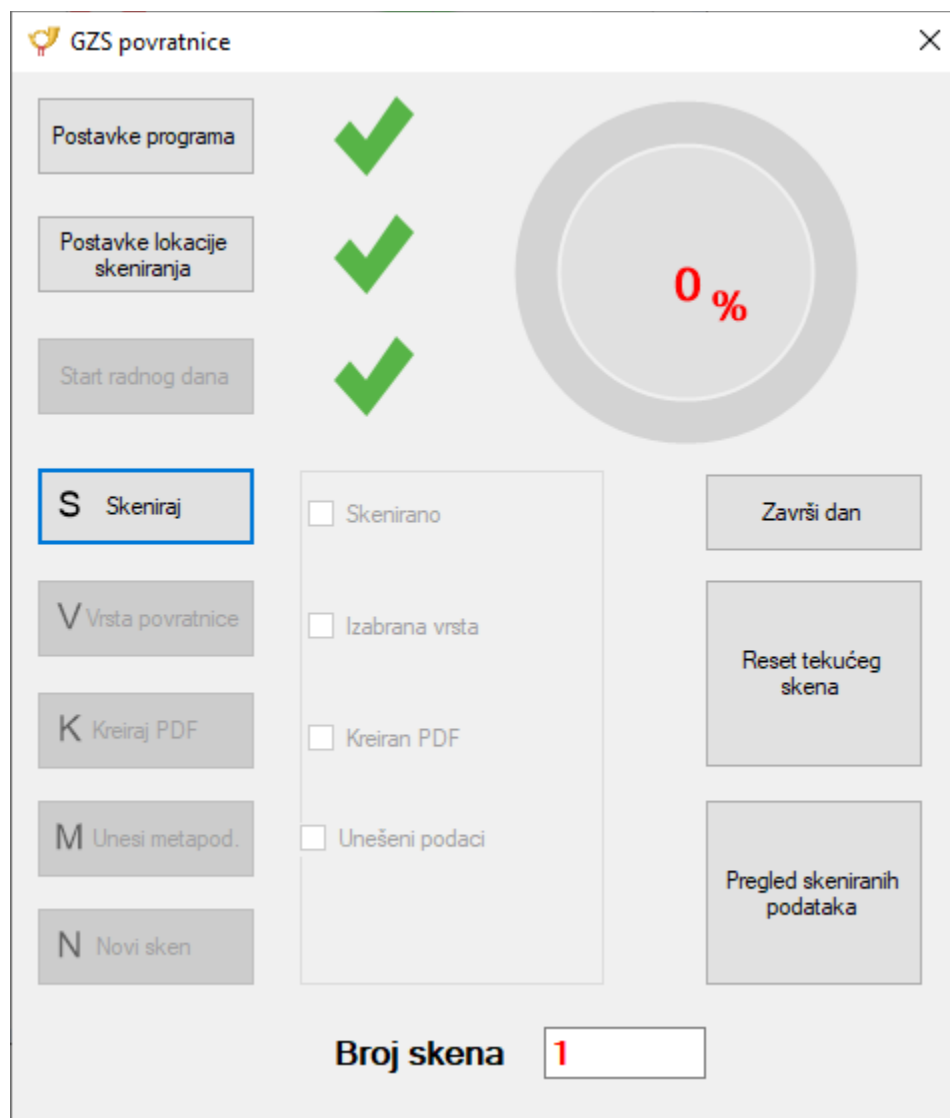 GZS povratnice
Postavke programa
Postavke lokacije
skeniranja
0 %
Start radnog dana
S Skeniraj
Skenirano
Završi dan
V Vrsta povratnice
Izabrana vrsta
Reset tekućeg
skena
K Kreiraj PDF
Kreiran PDF
M Unesi metapod.
Unešeni podaci
Pregled skeniranih
podataka
N Novi sken
Broj skena 1